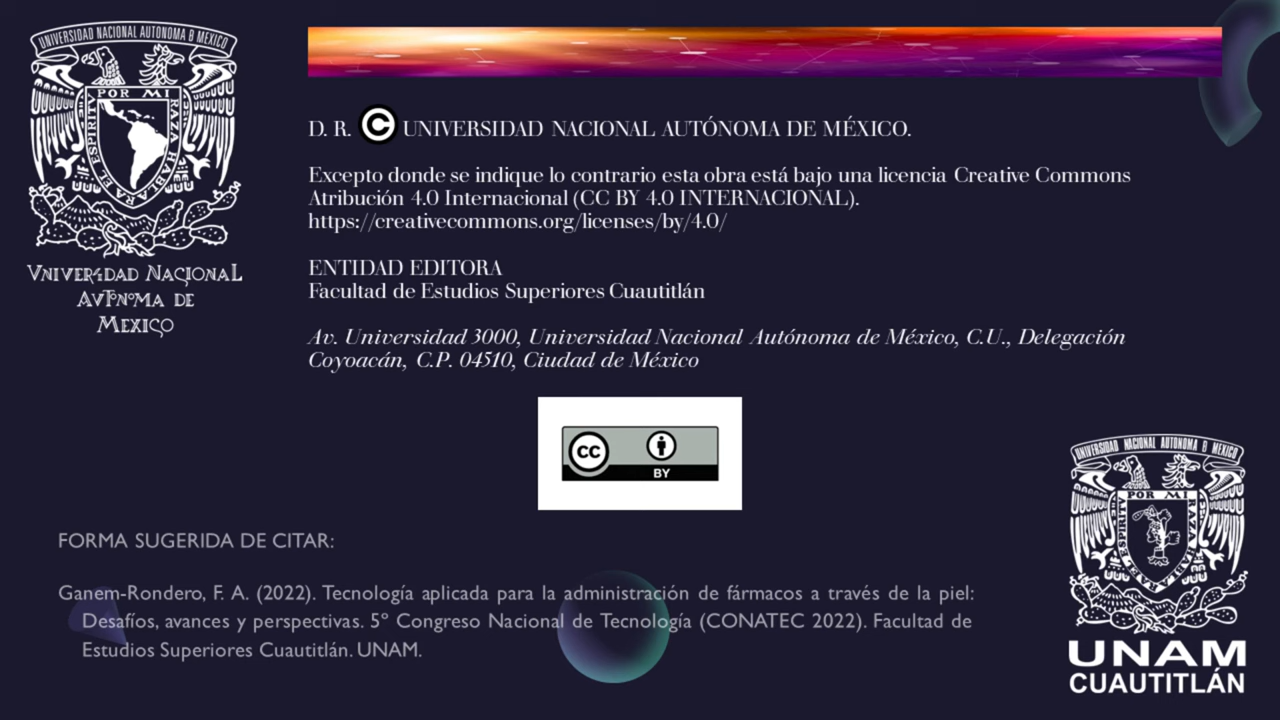 UNIVERSIDAD NACIONAL AUTONOMA Ð MEXICO
POR MI RAZA HABLARA EL ESPIRITU
VNIVERSDAD NACIONAL
AVTNMA DE
MEXICO
D. R. © UNIVERSIDAD NACIONAL AUTÓNOMA DE MÉXICO.
Excepto donde se indique lo contrario esta obra está bajo una licencia Creative Commons
Atribución 4.0 Internacional (CC BY 4.0 INTERNACIONAL).
https://creativecommons.org/licenses/by/4.0/
ENTIDAD EDITORA
Facultad de Estudios Superiores Cuautitlán
Av. Universidad 3000, Universidad Nacional Autónoma de México, C.U., Delegación
Coyoacán, C.P. 04510, Ciudad de México
CC
BY
FORMA SUGERIDA DE CITAR:
Ganem-Rondero, F. A. (2022). Tecnología aplicada para la administración de fármacos a través de la piel:
Desafíos, avances y perspectivas. 5º Congreso Nacional de Tecnología (CONATEC 2022). Facultad de
Estudios Superiores Cuautitlán. UNAM.
UNIVERSIDAD NACIONAL AUTONOMA Ð MEXICO
POR MI RAZA HABLARA EL ESPIRITU
UNAM
CUAUTITLÁN